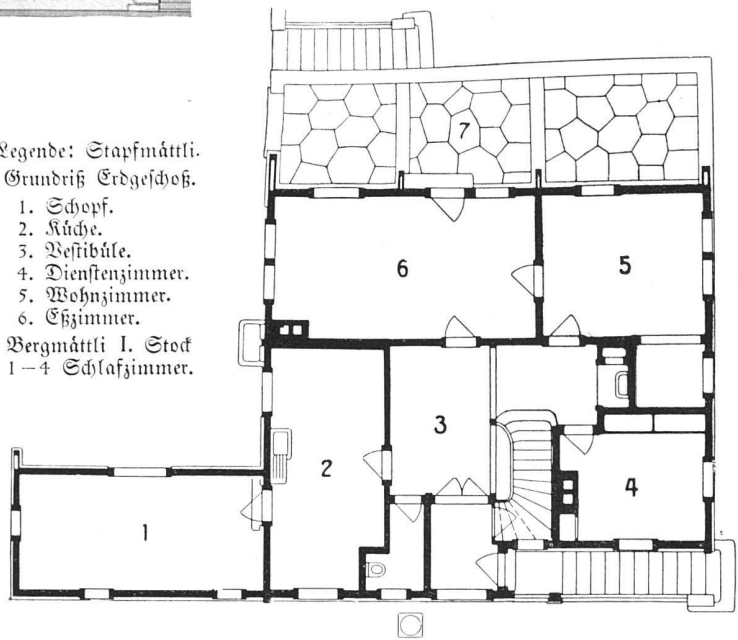 Legende: Stapfmättli.
Grundriß Erdgeschoß.
1. Schopf.
2. Küche.
3. Vestibüle.
4. Dienstenzimmer.
5. Wohnzimmer.
6. Eßzimmer.
Bergmättli I. Stock
1–4 Schlafzimmer.
7
6
5
3
2
4
1